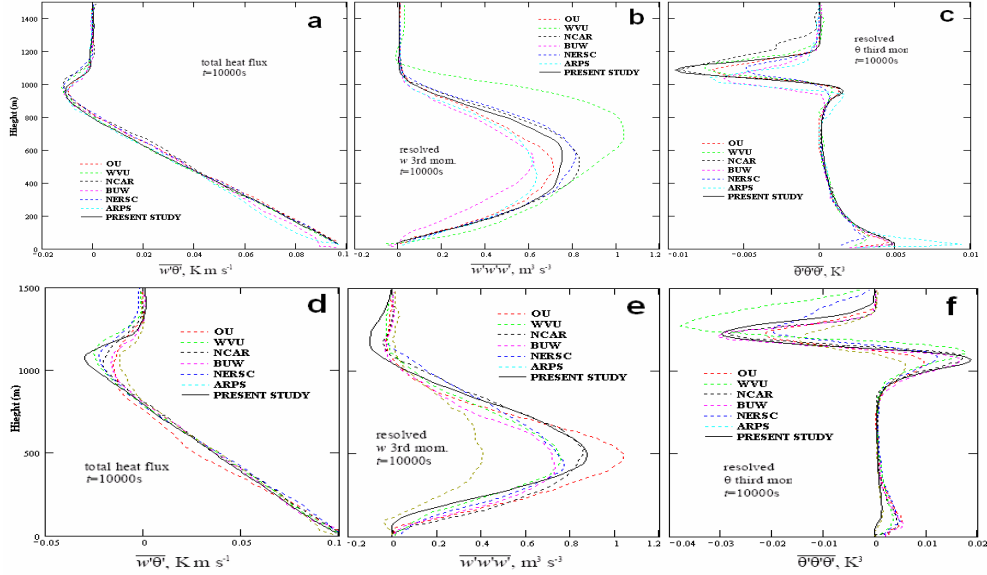 a
total heat flux
t=10000s
OU
WVU
NCAR
BUW
NERSC
ARPS
PRESENT STUDY
Hieght (m)
1400
1200
1000
800
600
400
200
0
-0.02 0 0.02 0.04 0.06 0.08 0.1
w'θ', K m s⁻¹
b
OU
WVU
NCAR
BUW
NERSC
ARPS
PRESENT STUDY
resolved
w 3rd mom.
t=10000s
-0.2 0 0.2 0.4 0.6 0.8 1 1.2
w'w'w', m³ s⁻³
c
resolved
θ third mon
t=10000s
OU
WVU
NCAR
BUW
NERSC
ARPS
PRESENT STUDY
-0.01 -0.005 0 0.005 0.01
θ'θ'θ', K³
d
OU
WVU
NCAR
BUW
NERSC
ARPS
PRESENT STUDY
total heat flux
t=10000s
Hieght (m)
1500
1000
500
0
-0.05 0 0.05 0.1
w'θ', K m s⁻¹
e
OU
WVU
NCAR
BUW
NERSC
ARPS
PRESENT STUDY
resolved
w 3rd mom.
t=10000s
-0.2 0 0.2 0.4 0.6 0.8 1 1.2
w'w'w', m³ s⁻³
f
OU
WVU
NCAR
BUW
NERSC
ARPS
PRESENT STUDY
resolved
θ third mon
t=10000s
-0.04 -0.03 -0.02 -0.01 0 0.01 0.02
θ'θ'θ', K³